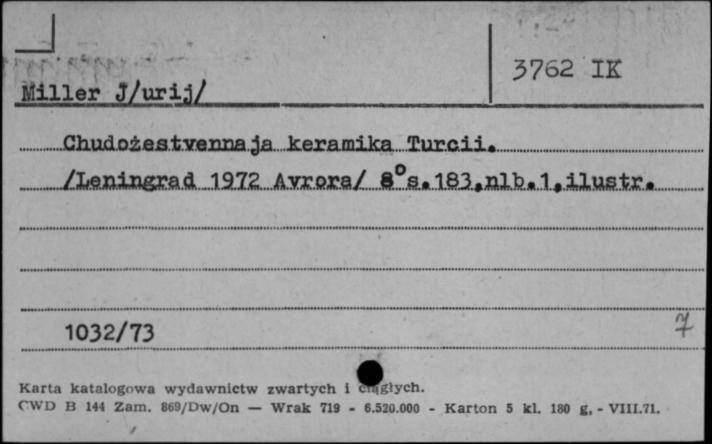 3762 IK
Miller J/urij/
Chudożestvennaja keramika Turcii.
/Leningrad 1972 Avrora/ 8° s.183,nlb.1,ilustr.
1032/73
7
Karta katalogowa wydawnictw zwartych i ciągłych.
CWD B 144 Zam. 869/Dw/On — Wrak 719 - 6.520.000 - Karton 5 kl. 180 g. - VIII.71.